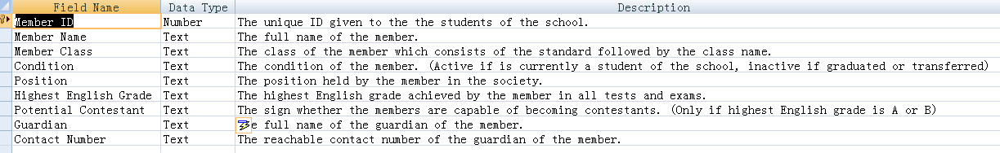 Field Name Data Type Description
Member ID Number The unique ID given to the the students of the school.
Member Name Text The full name of the member.
Member Class Text The class of the member which consists of the standard followed by the class name.
Condition Text The condition of the member. (Active if is currently a student of the school, inactive if graduated or transferred)
Position Text The position held by the member in the society.
Highest English Grade Text The highest English grade achieved by the member in all tests and exams.
Potential Contestant Text The sign whether the members are capable of becoming contestants. (Only if highest English grade is A or B)
Guardian Text full name of the guardian of the member.
Contact Number Text The reachable contact number of the guardian of the member.